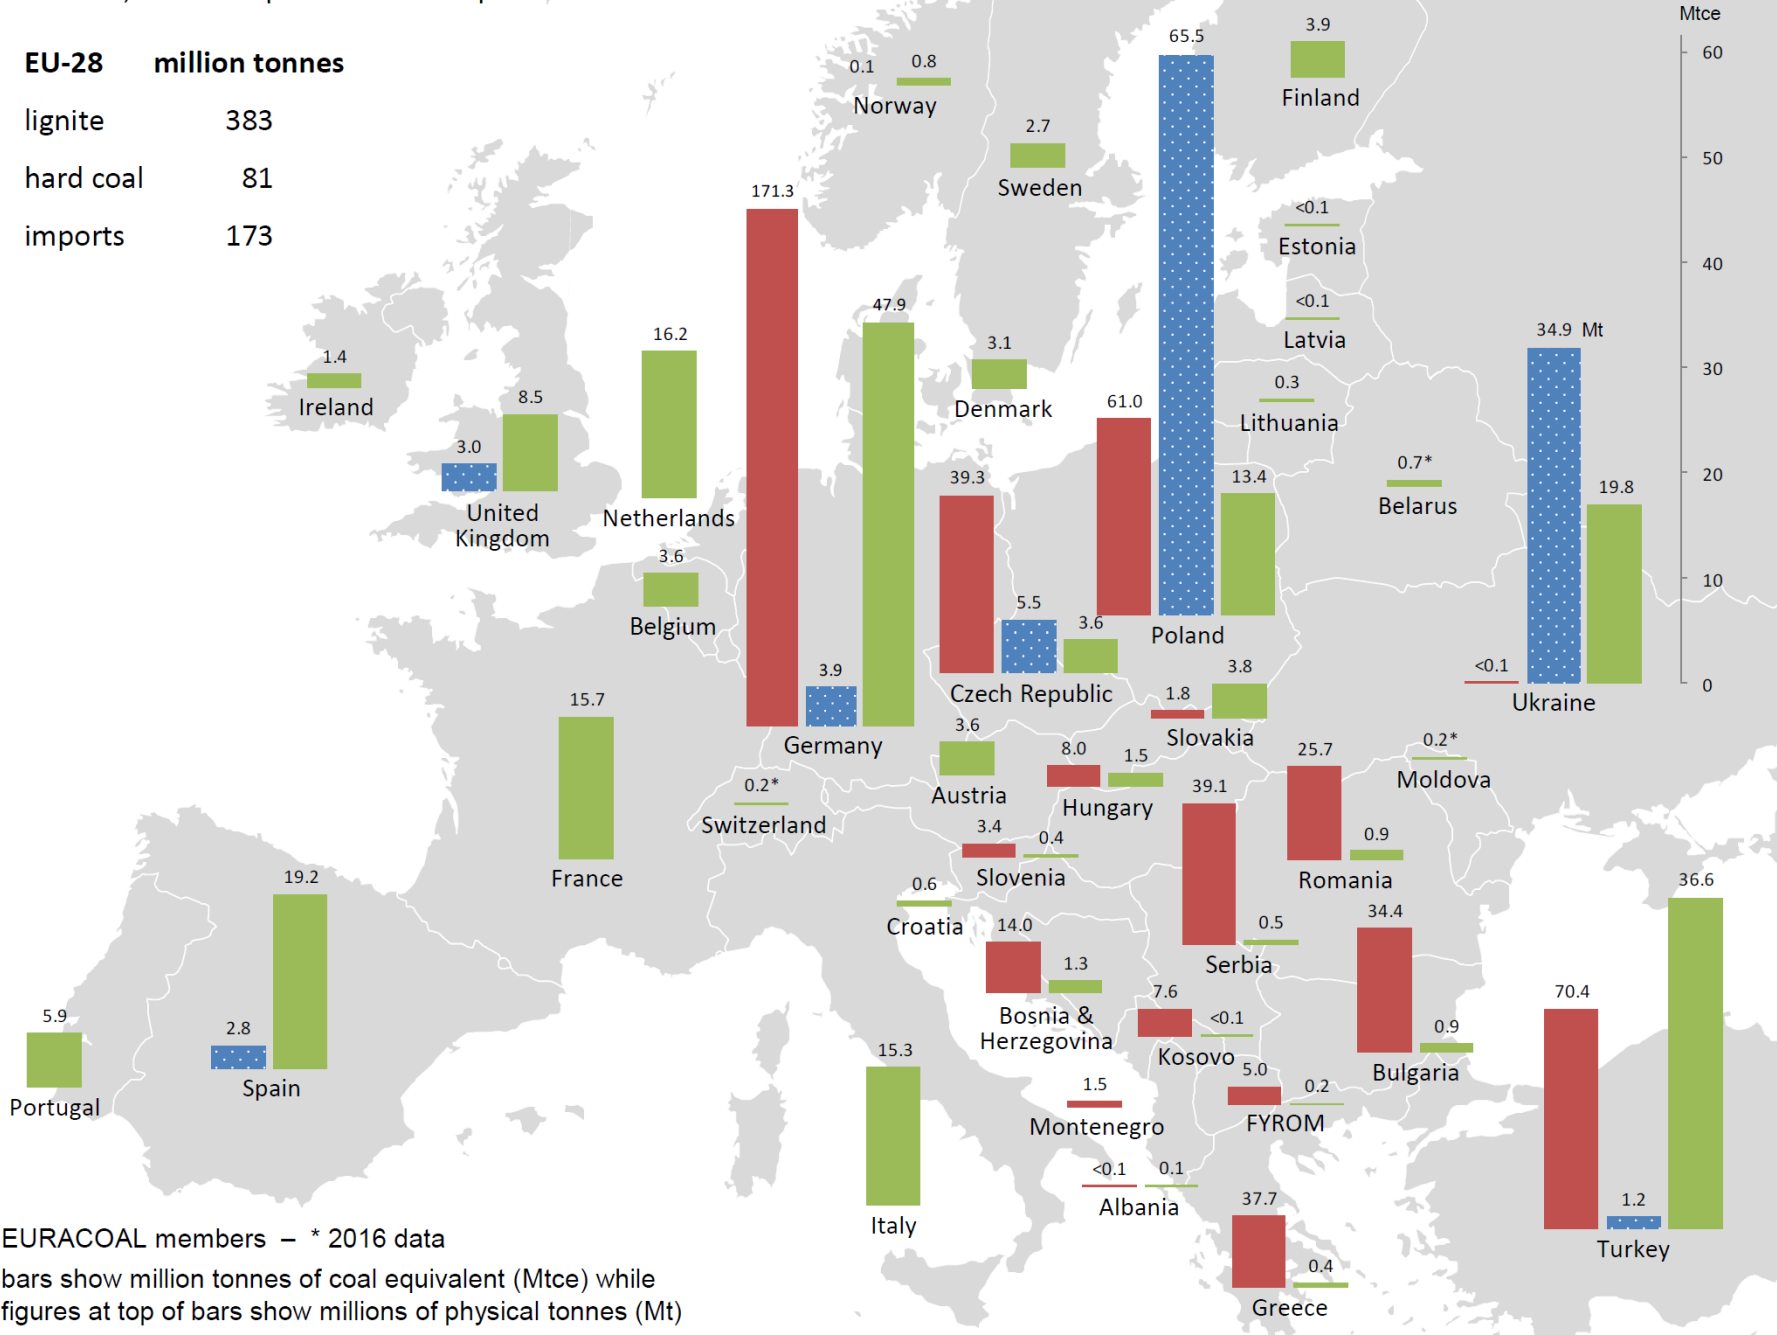 EU-28 million tonnes
lignite 383
hard coal 81
imports 173
Mtce
60
50
40
30
20
10
0
0.1 0.8
Norway
2.7
Sweden
3.9
Finland
<0.1
Estonia
<0.1
Latvia
0.3
Lithuania
0.7*
Belarus
1.4
Ireland
3.0 8.5
United
Kingdom
16.2
Netherlands
3.6
Belgium
171.3 3.9 47.9
Germany
3.1
Denmark
61.0 65.5 13.4
Poland
39.3 5.5 3.6
Czech Republic
<0.1 34.9 Mt 19.8
Ukraine
1.8 3.8
Slovakia
15.7
France
0.2*
Switzerland
3.6
Austria
8.0 1.5
Hungary
0.2*
Moldova
3.4 0.4
Slovenia
0.6
Croatia
39.1 0.5
Serbia
25.7 0.9
Romania
14.0 1.3
Bosnia &
Herzegovina
7.6 <0.1
Kosovo
34.4 0.9
Bulgaria
5.9
Portugal
2.8 19.2
Spain
15.3
Italy
1.5
Montenegro
5.0 0.2
FYROM
<0.1 0.1
Albania
37.7 0.4
Greece
70.4 1.2 36.6
Turkey
EURACOAL members – * 2016 data
bars show million tonnes of coal equivalent (Mtce) while
figures at top of bars show millions of physical tonnes (Mt)